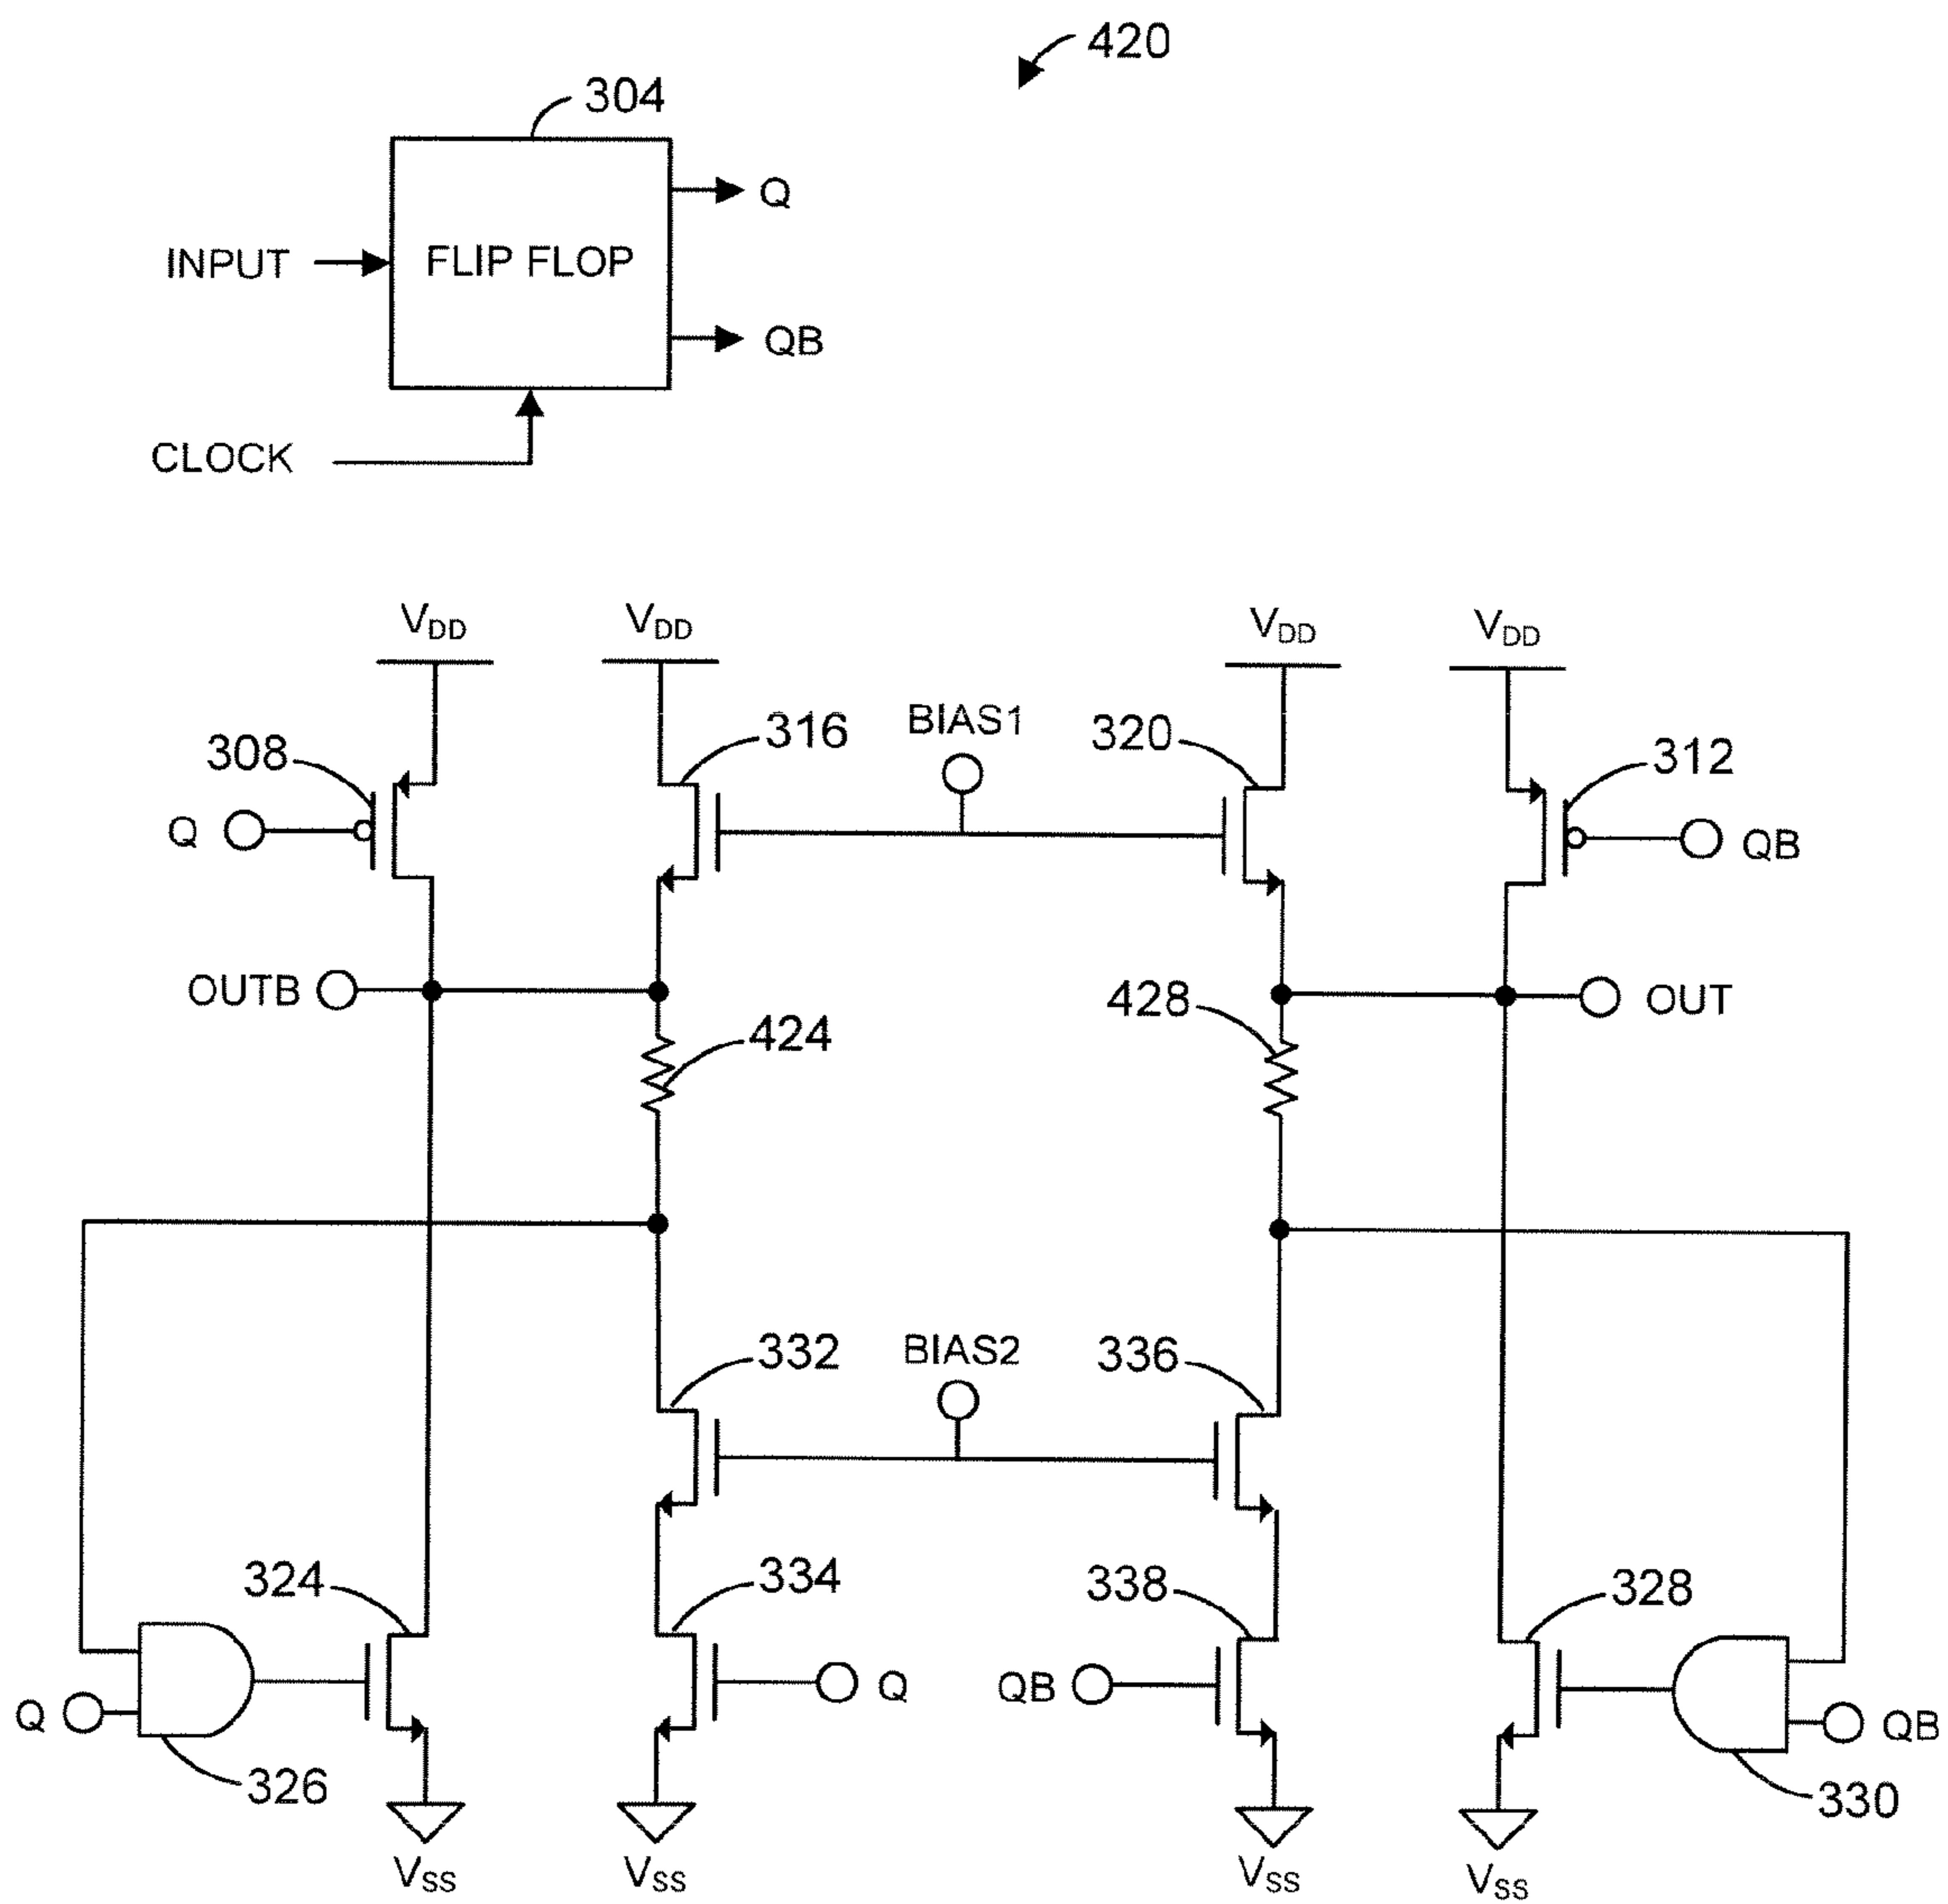 420
304
Q
INPUT
FLIP FLOP
QB
CLOCK
VDD
VDD
VDD
VDD
308
316
BIAS1
320
312
Q
QB
OUTB
424
428
OUT
332
BIAS2
336
324
334
338
328
Q
QB
Q
QB
326
330
VSS
VSS
VSS
VSS